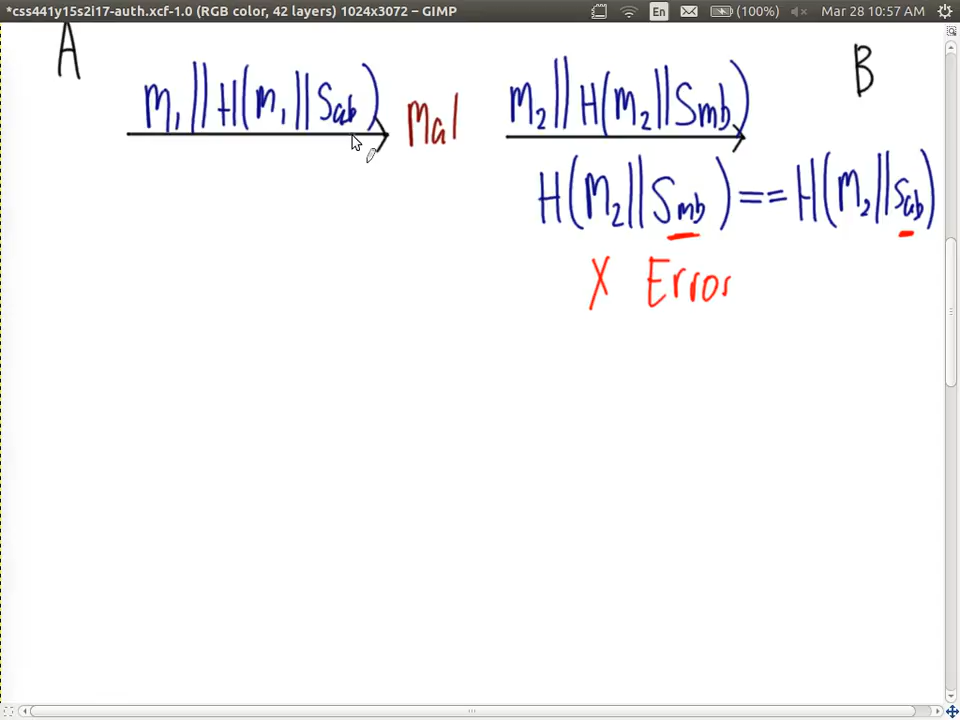 *css441y15s2i17-auth.xcf-1.0 (RGB color, 42 layers) 1024x3072 – GIMP En (100%) Mar 28 10:57 AM
A B
M₁||H(M₁||Sab) Mal M₂||H(M₂||Smb)
H(M₂||Smb)==H(M₂||Sab)
X Error